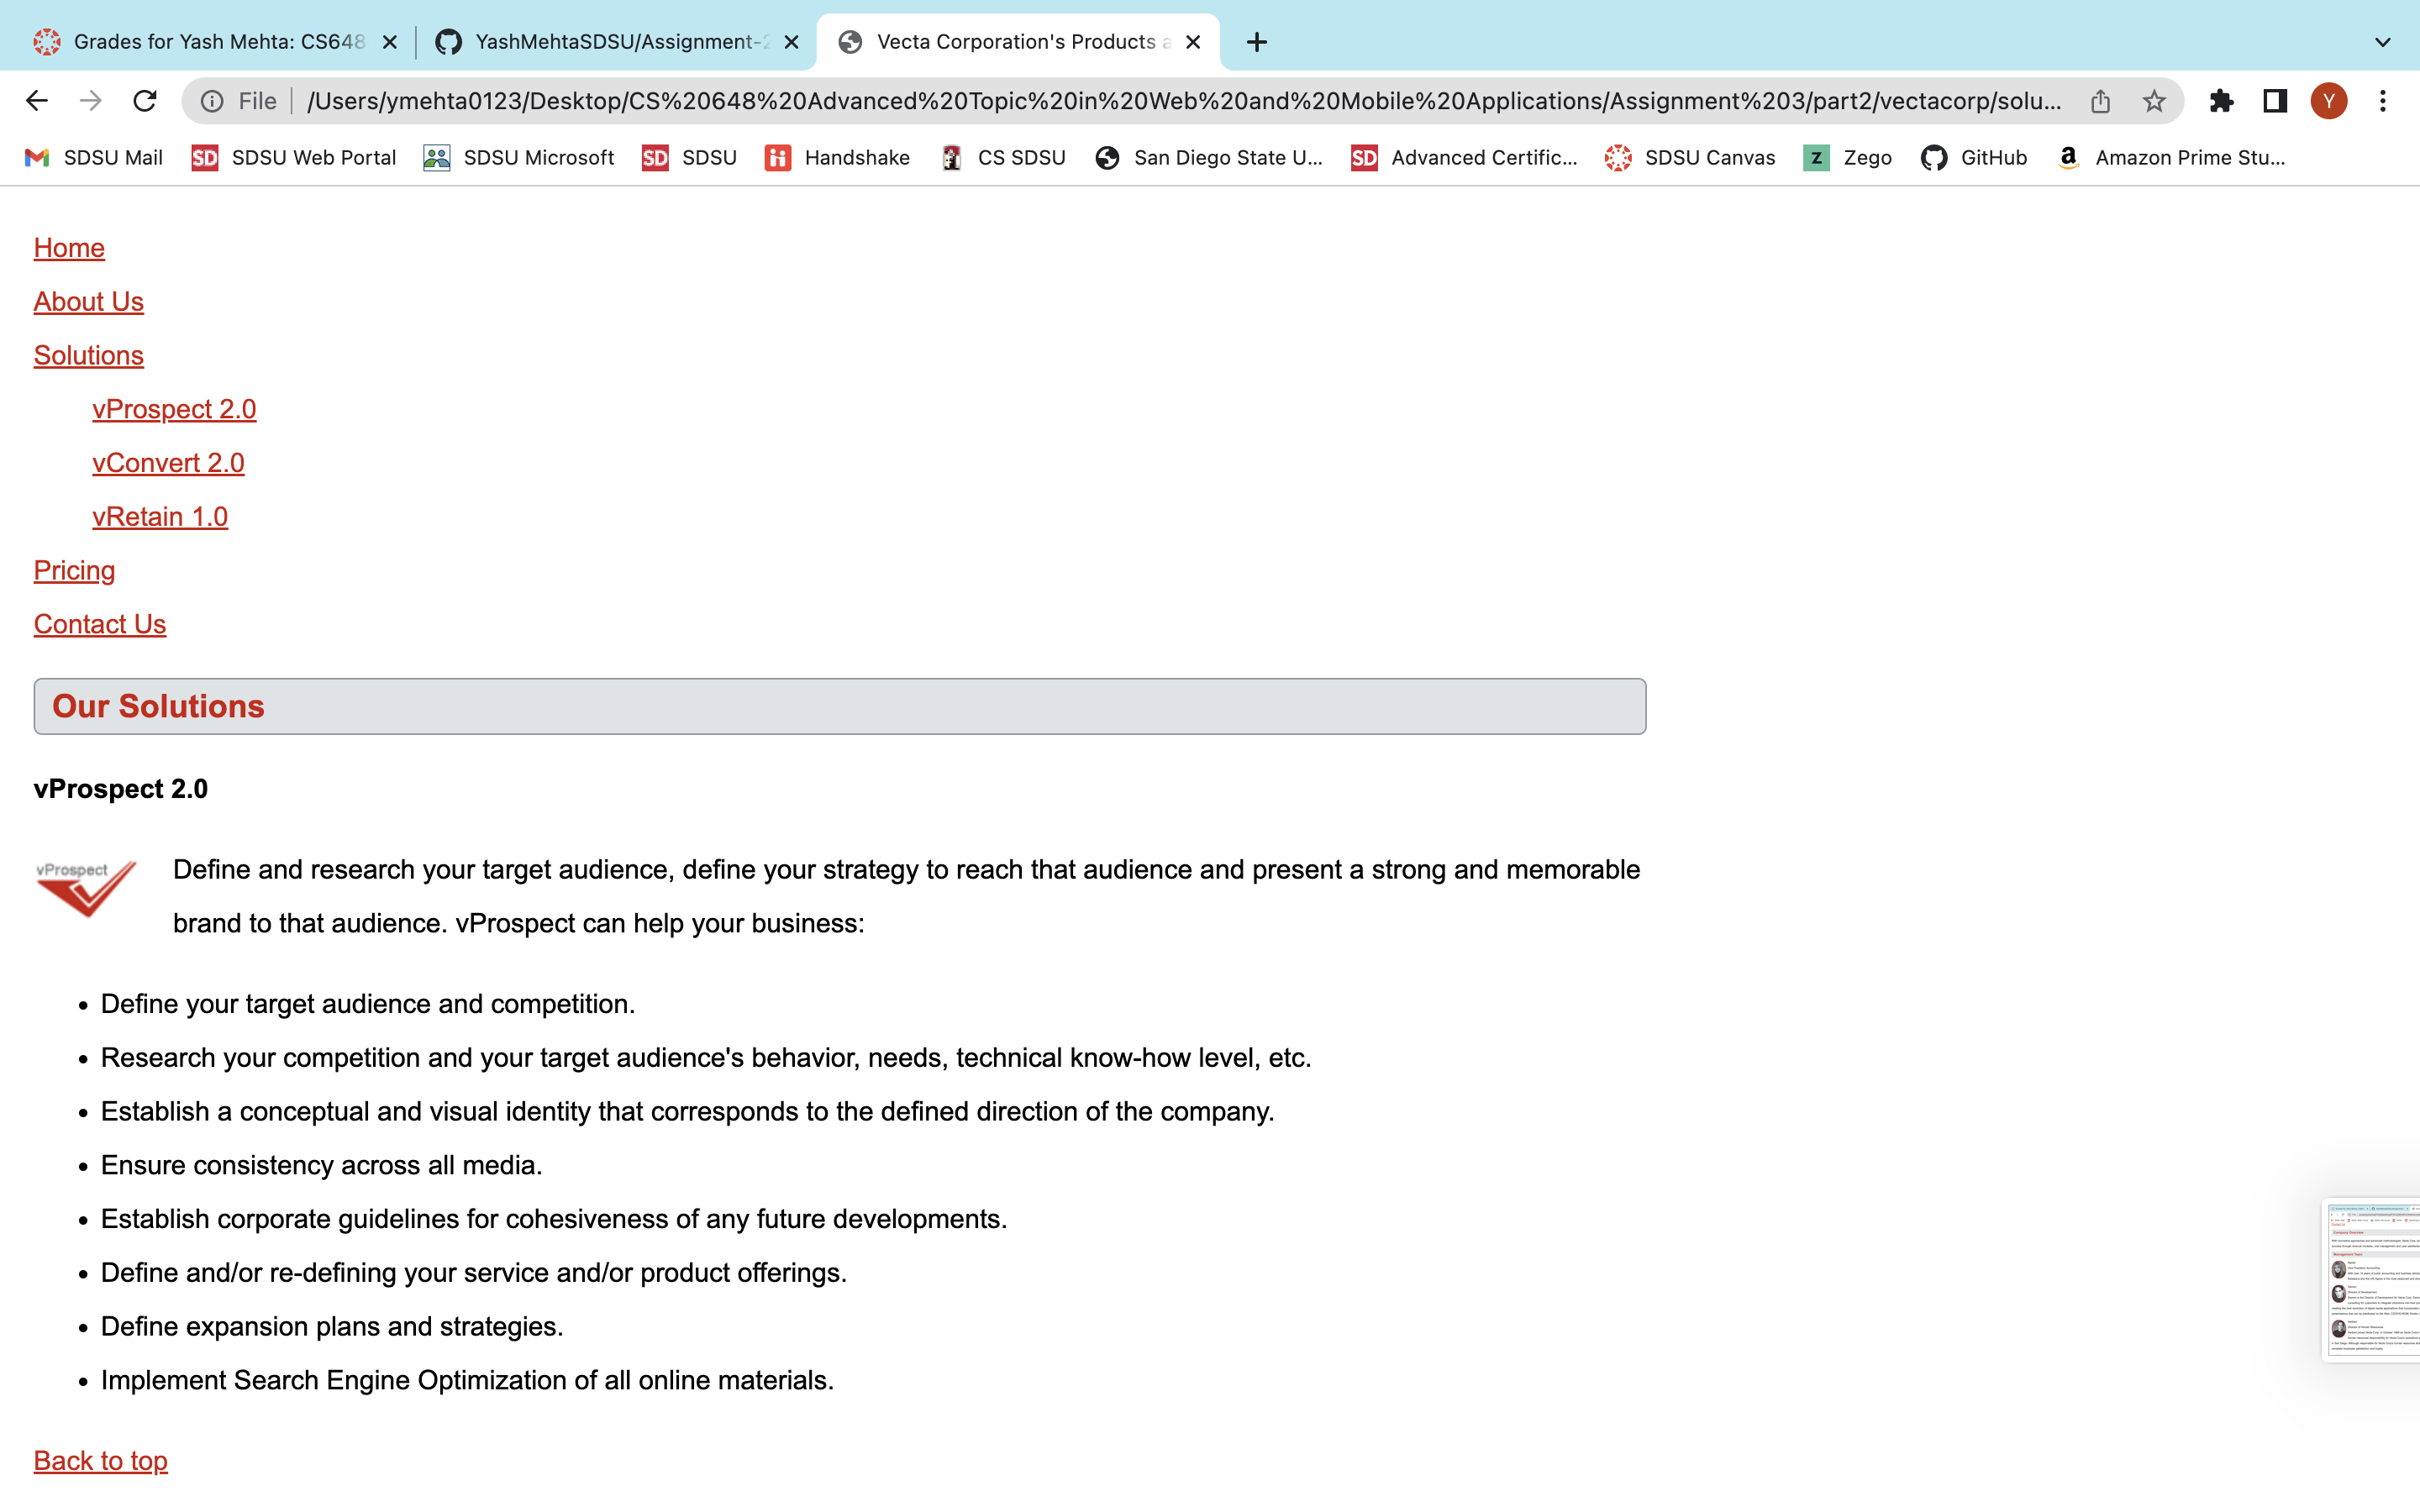 Grades for Yash Mehta: CS648
YashMehtaSDSU/Assignment-2
Vecta Corporation's Products a
File
/Users/ymehta0123/Desktop/CS%20648%20Advanced%20Topic%20in%20Web%20and%20Mobile%20Applications/Assignment%203/part2/vectacorp/solu...
Y
SDSU Mail
SD SDSU Web Portal
SDSU Microsoft
SD SDSU
Handshake
CS SDSU
San Diego State U...
SD Advanced Certific...
SDSU Canvas
Z Zego
GitHub
a Amazon Prime Stu...
Home
About Us
Solutions
vProspect 2.0
vConvert 2.0
vRetain 1.0
Pricing
Contact Us
Our Solutions
vProspect 2.0
vProspect
Define and research your target audience, define your strategy to reach that audience and present a strong and memorable
brand to that audience. vProspect can help your business:
• Define your target audience and competition.
• Research your competition and your target audience's behavior, needs, technical know-how level, etc.
• Establish a conceptual and visual identity that corresponds to the defined direction of the company.
• Ensure consistency across all media.
• Establish corporate guidelines for cohesiveness of any future developments.
• Define and/or re-defining your service and/or product offerings.
• Define expansion plans and strategies.
• Implement Search Engine Optimization of all online materials.
Back to top